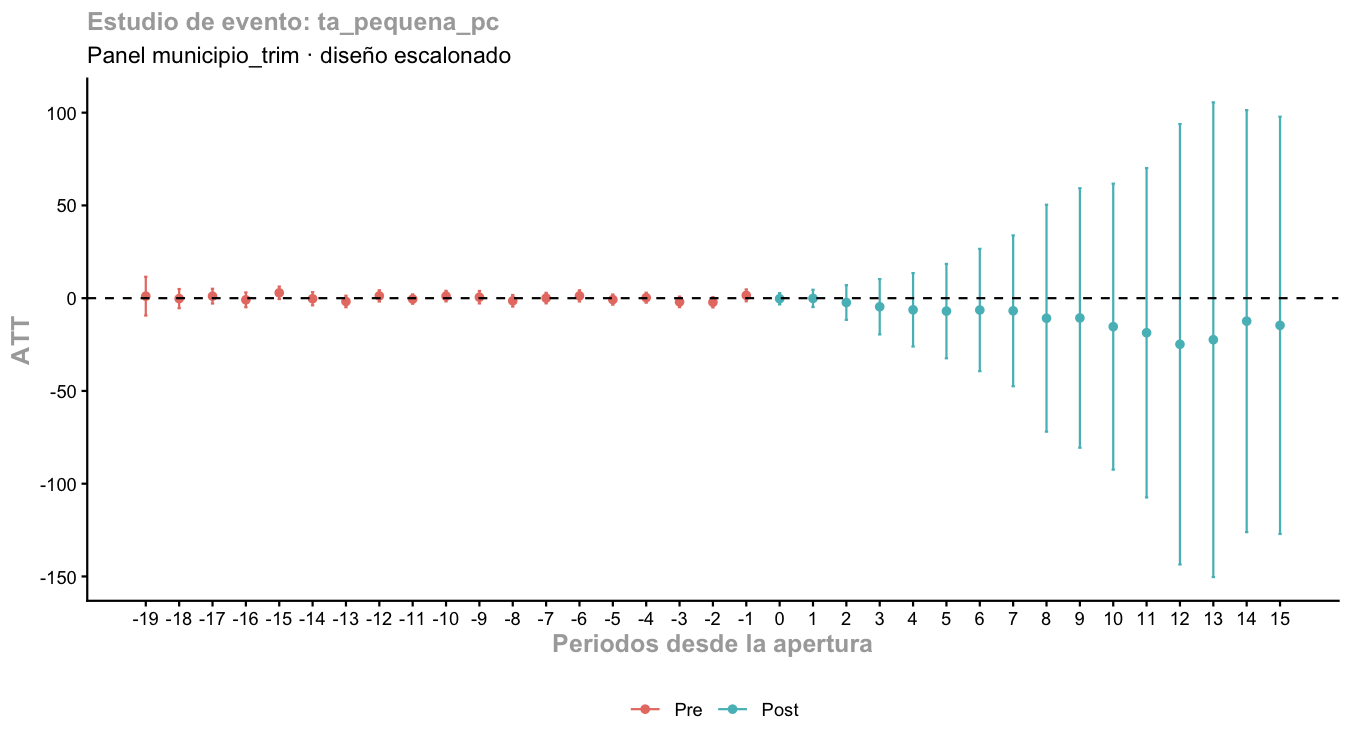 Estudio de evento: ta_pequena_pc
Panel municipio_trim · diseño escalonado
ATT
100
50
0
-50
-100
-150
-19 -18 -17 -16 -15 -14 -13 -12 -11 -10 -9 -8 -7 -6 -5 -4 -3 -2 -1 0 1 2 3 4 5 6 7 8 9 10 11 12 13 14 15
Periodos desde la apertura
Pre Post